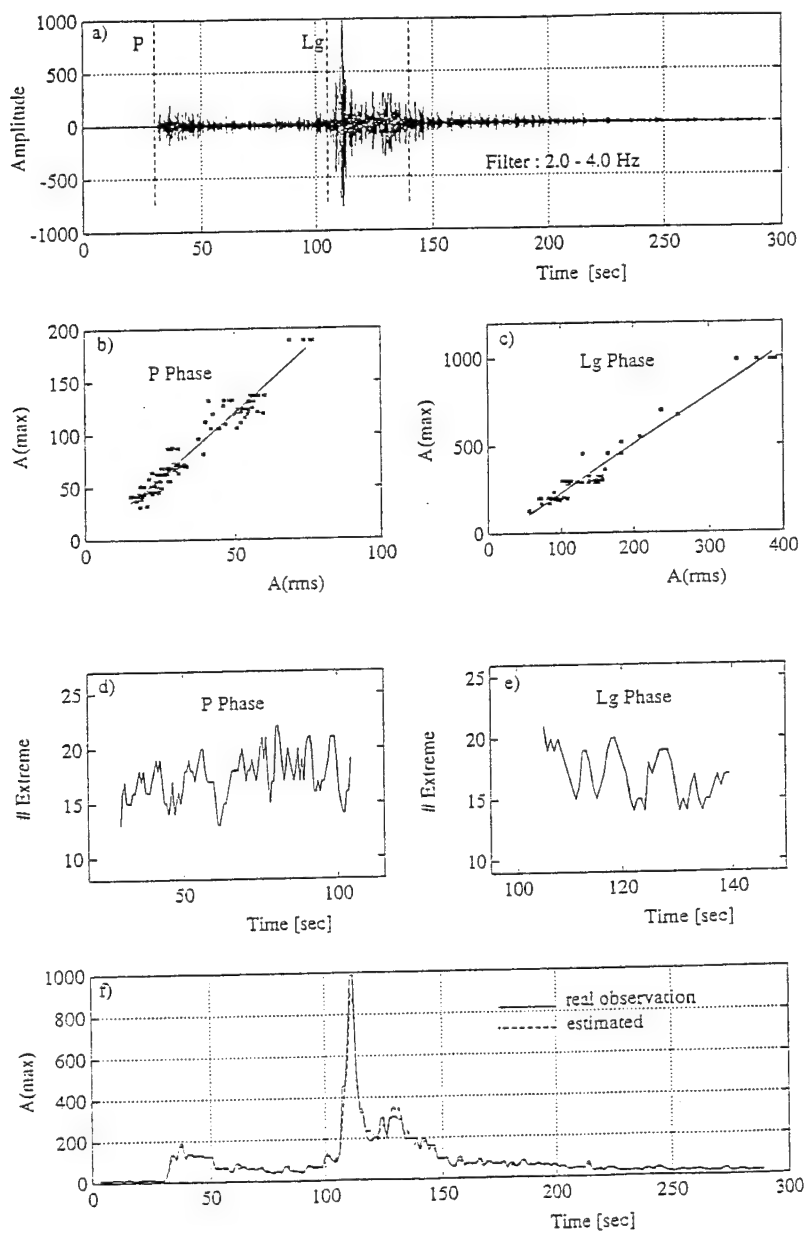 a)
P
Lg
1000
500
0
-500
-1000
Amplitude
Filter : 2.0 - 4.0 Hz
0 50 100 150 200 250 300
Time [sec]
b)
P Phase
200
150
100
50
0
A(max)
0 50 100
A(rms)
c)
Lg Phase
1000
500
0
A(max)
0 100 200 300 400
A(rms)
d)
P Phase
25
20
15
10
# Extreme
50 100
Time [sec]
e)
Lg Phase
25
20
15
10
# Extreme
100 120 140
Time [sec]
f)
1000
800
600
400
200
0
A(max)
real observation
estimated
0 50 100 150 200 250 300
Time [sec]